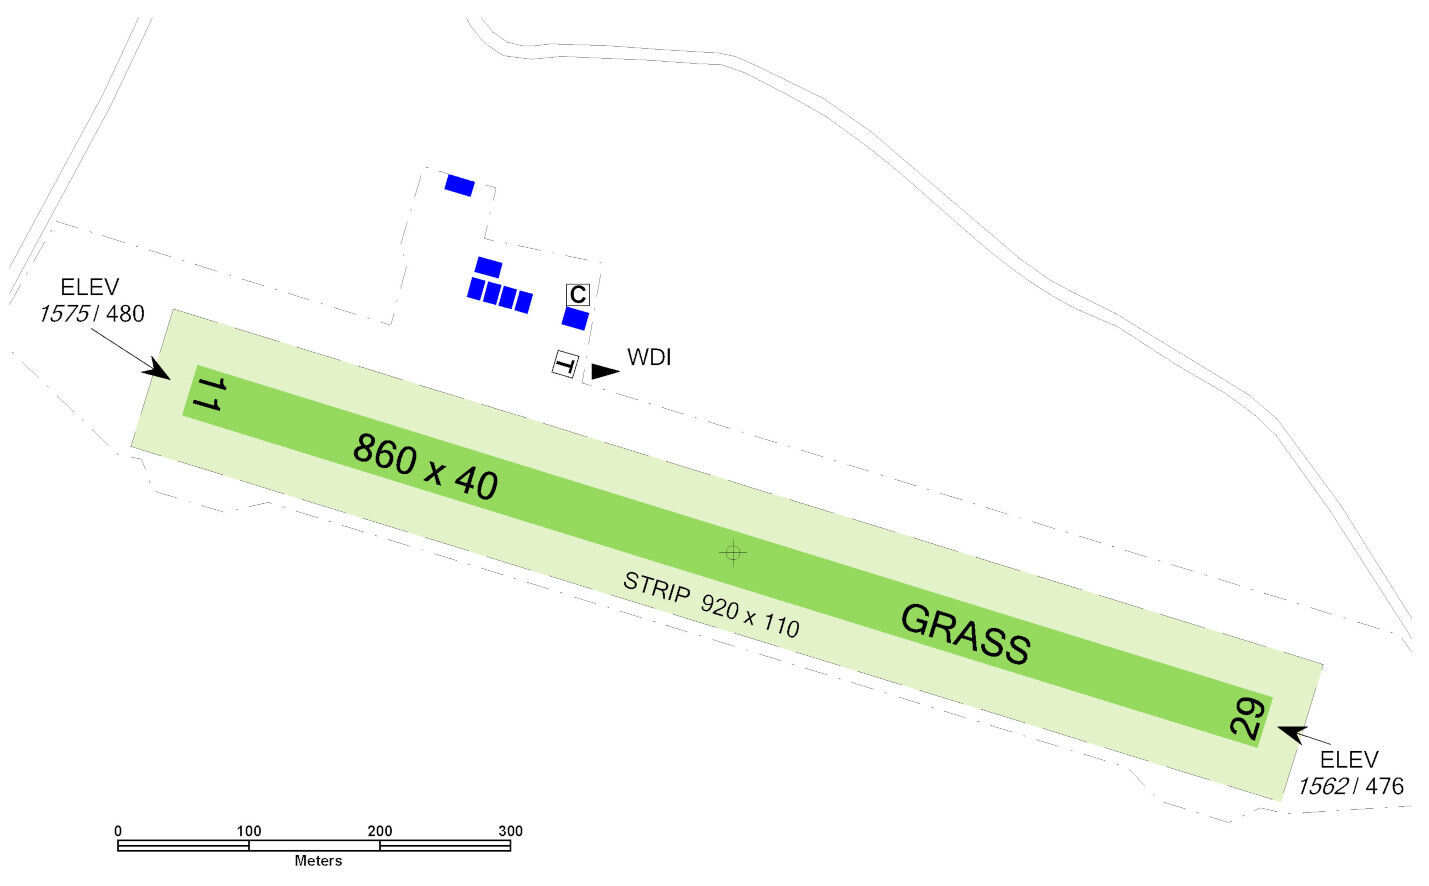 ELEV
1575 / 480
C
T
WDI
11
860 x 40
STRIP 920 x 110
GRASS
29
ELEV
1562 / 476
0 100 200 300
Meters